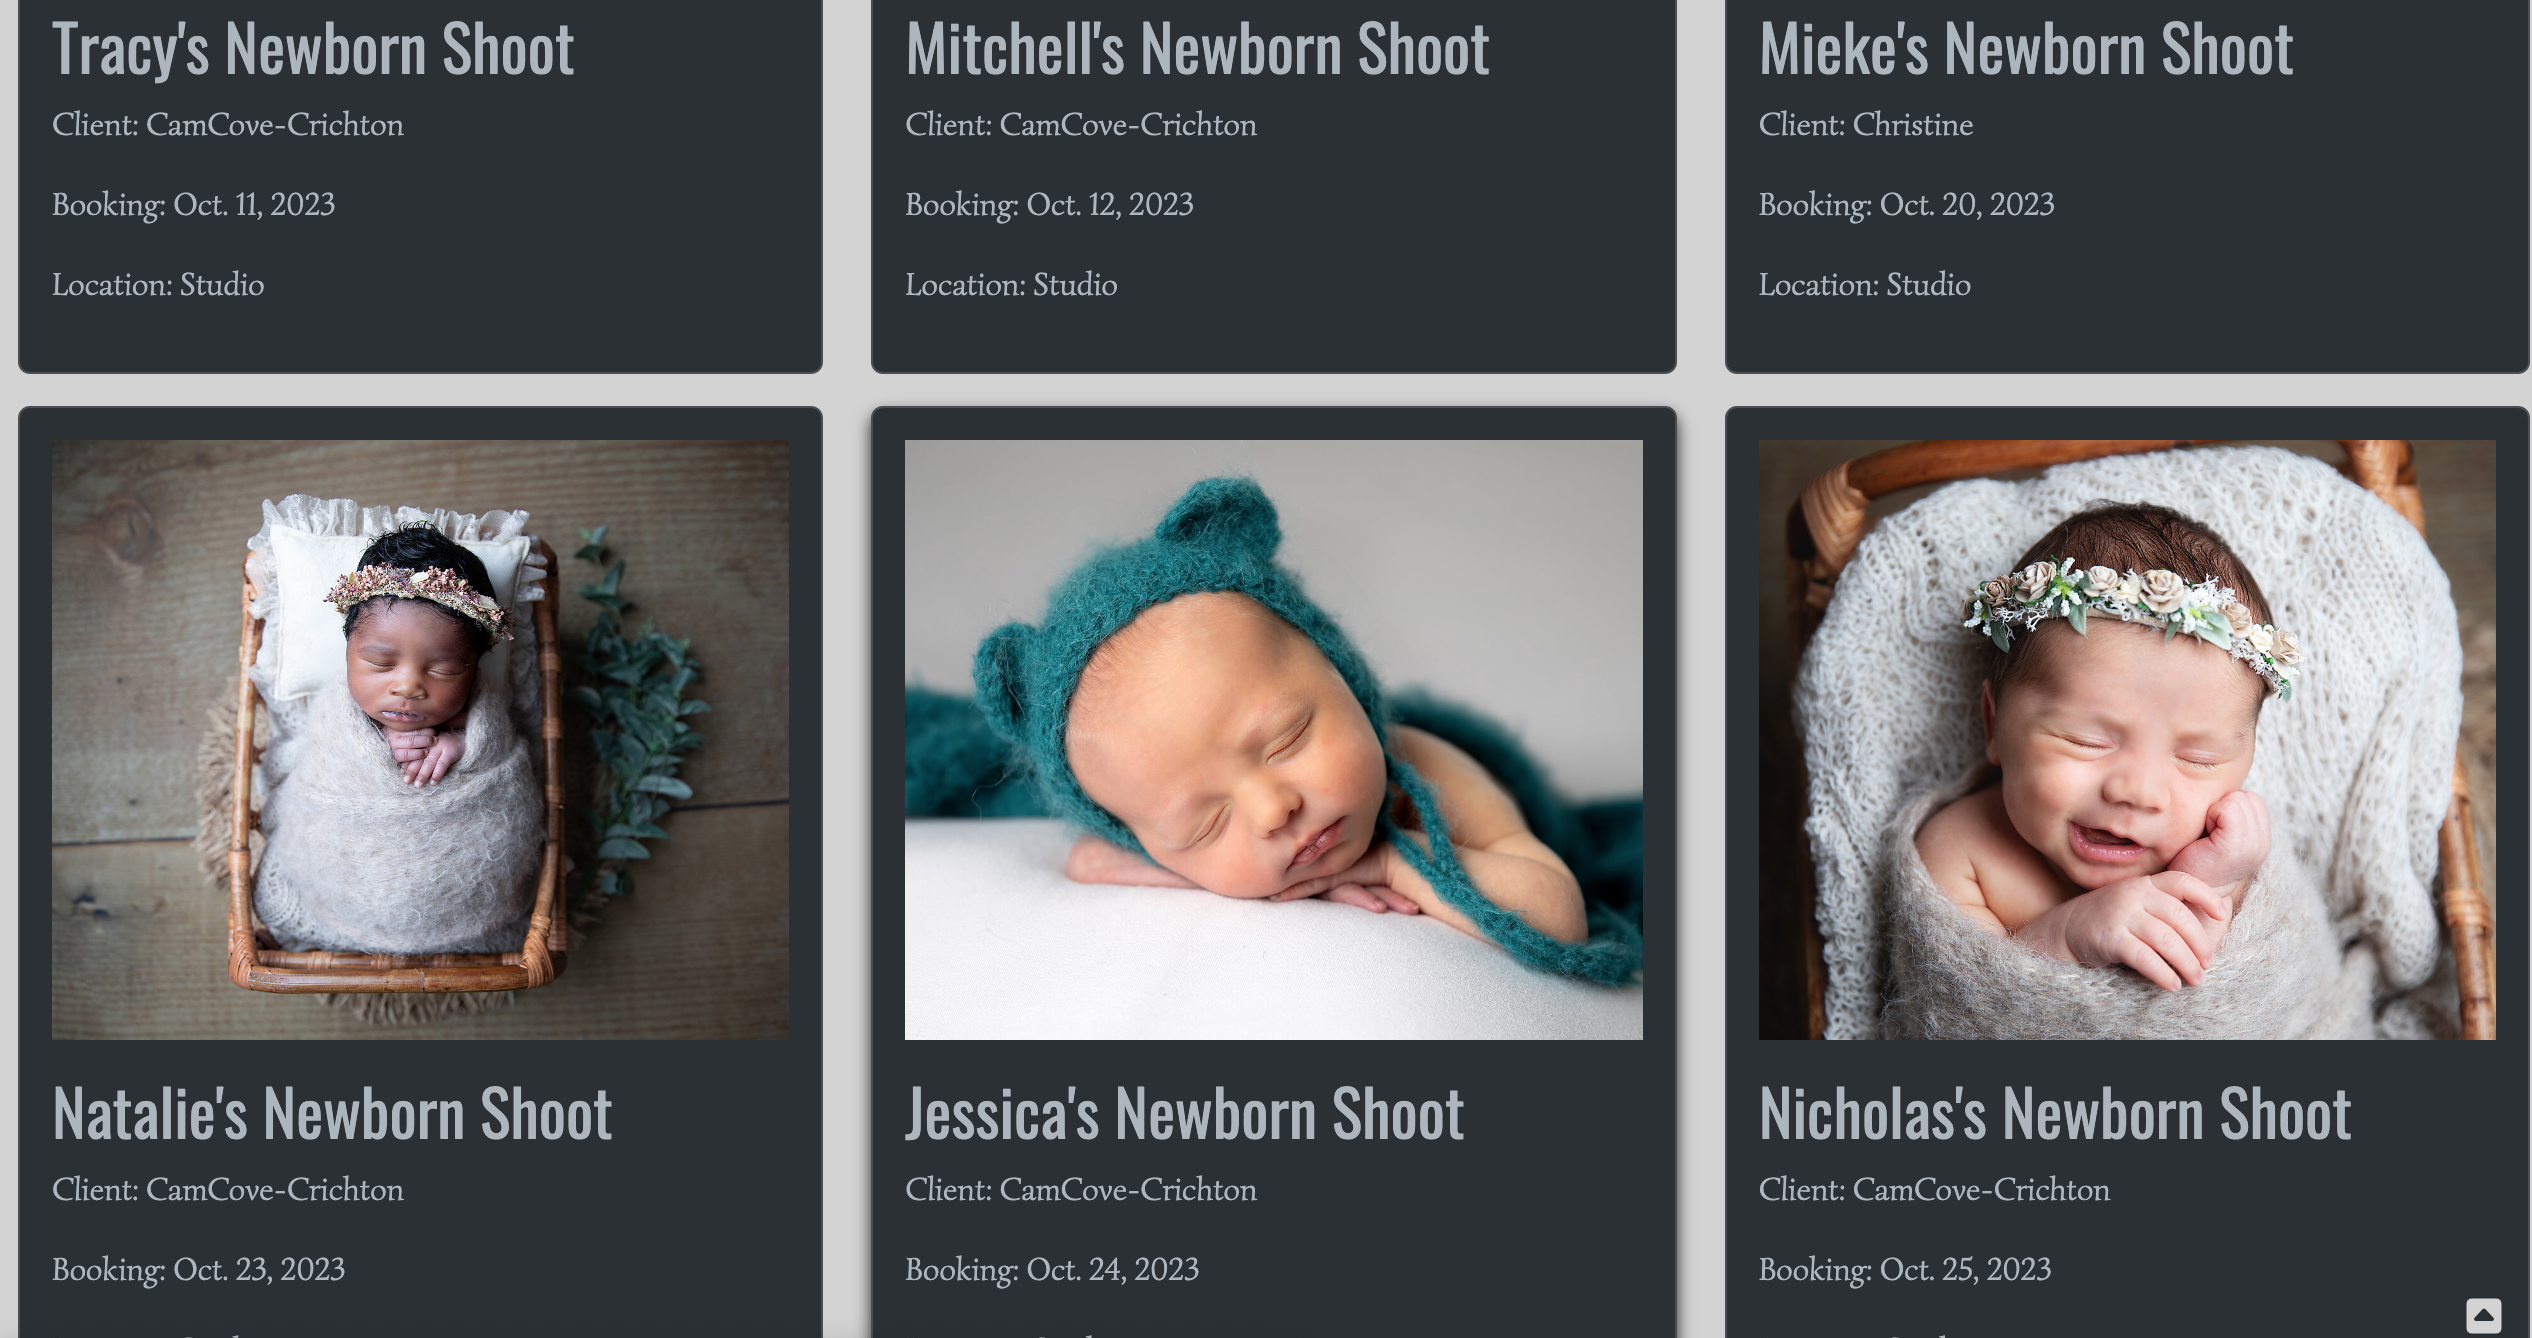 Tracy's Newborn Shoot
Client: CamCove-Crichton
Booking: Oct. 11, 2023
Location: Studio
Mitchell's Newborn Shoot
Client: CamCove-Crichton
Booking: Oct. 12, 2023
Location: Studio
Mieke's Newborn Shoot
Client: Christine
Booking: Oct. 20, 2023
Location: Studio
Natalie's Newborn Shoot
Client: CamCove-Crichton
Booking: Oct. 23, 2023
Jessica's Newborn Shoot
Client: CamCove-Crichton
Booking: Oct. 24, 2023
Nicholas's Newborn Shoot
Client: CamCove-Crichton
Booking: Oct. 25, 2023